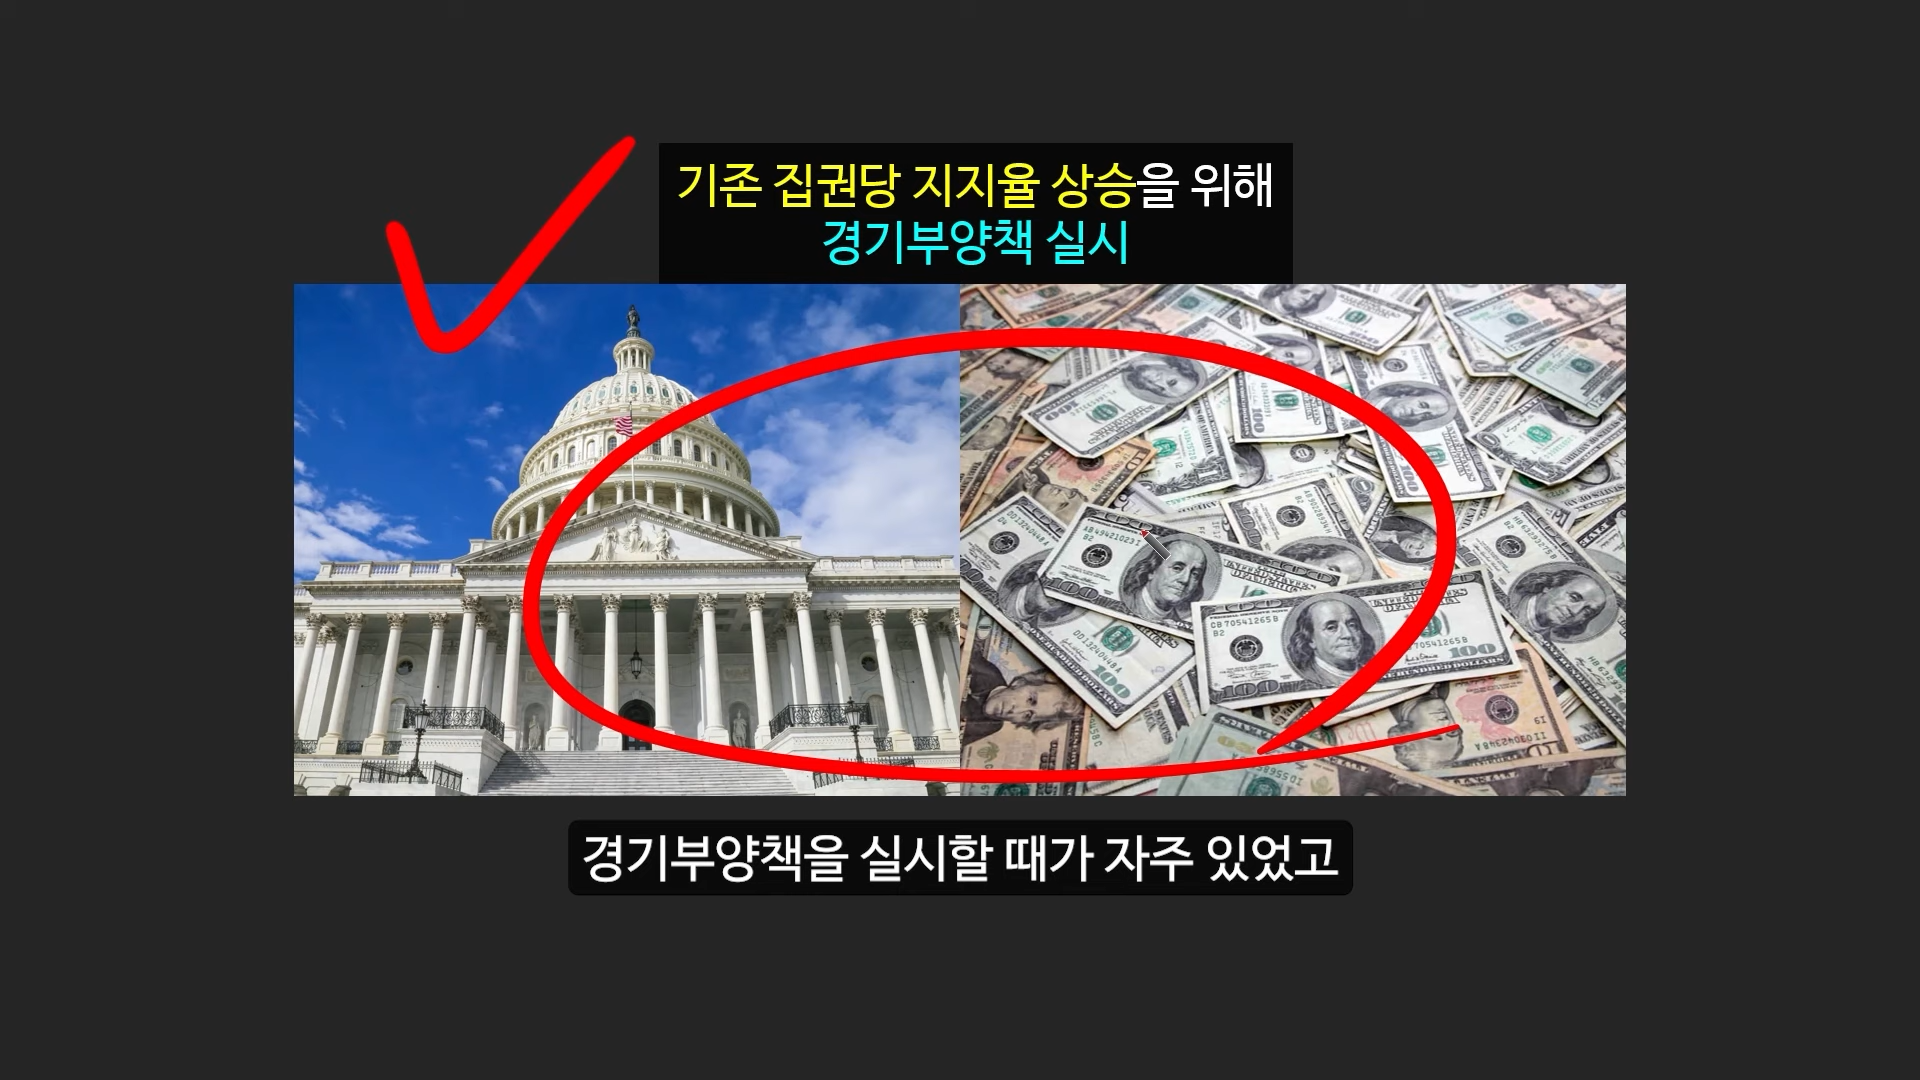 기존 집권당 지지율 상승을 위해
경기부양책 실시
경기부양책을 실시할 때가 자주 있었고